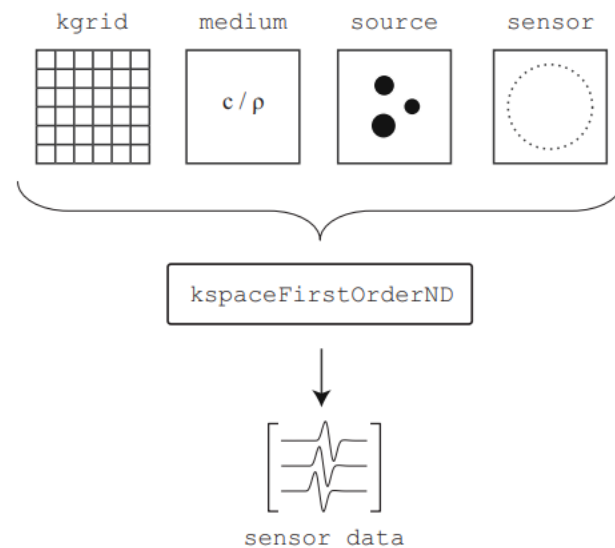 kgrid medium source sensor
c / ρ
kspaceFirstOrderND
sensor data